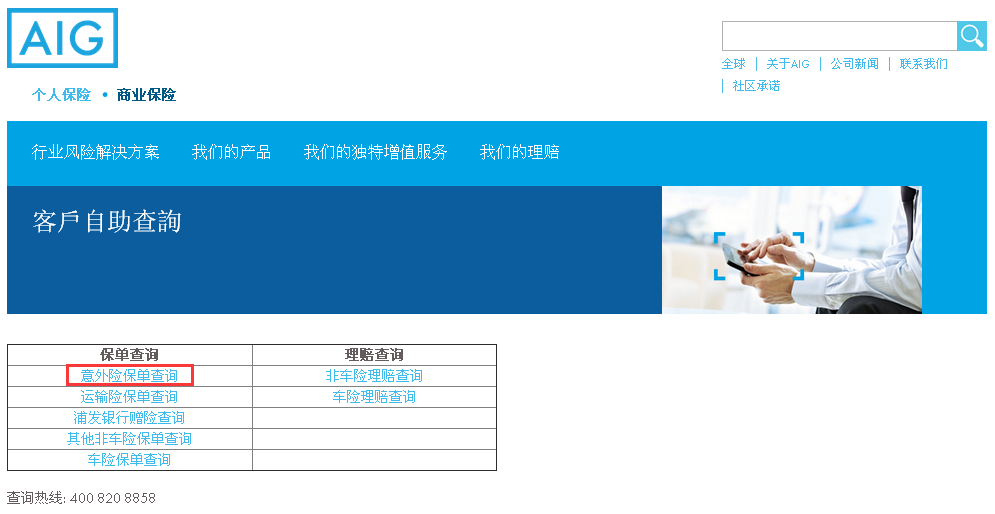 AIG
全球 | 关于AIG | 公司新闻 | 联系我们
| 社区承诺
个人保险 • 商业保险
行业风险解决方案 我们的产品 我们的独特增值服务 我们的理赔
客戶自助查詢
保单查询 理赔查询
意外险保单查询 非车险理赔查询
运输险保单查询 车险理赔查询
浦发银行赠险查询
其他非车险保单查询
车险保单查询
查询热线: 400 820 8858